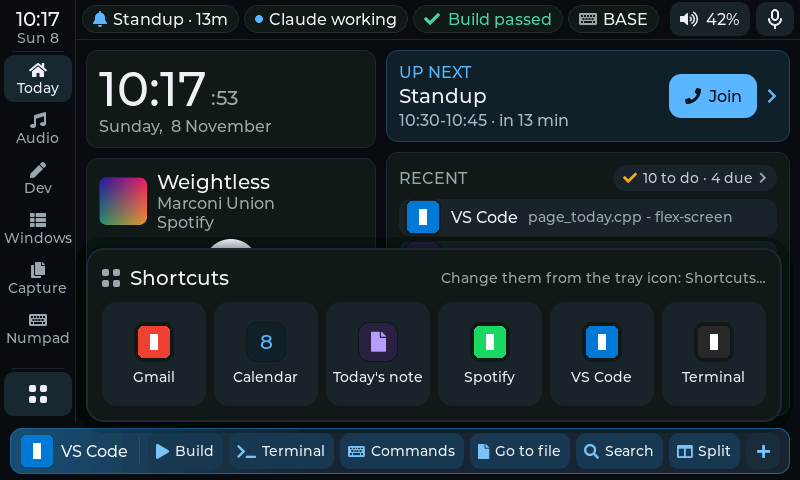 10:17
Sun 8
Standup · 13m
Claude working
Build passed
BASE
42%
Today
Audio
Dev
Windows
Capture
Numpad
10:17 :53
Sunday, 8 November
UP NEXT
Standup
10:30-10:45 · in 13 min
Join
Weightless
Marconi Union
Spotify
RECENT
10 to do · 4 due
VS Code page_today.cpp - flex-screen
Shortcuts
Change them from the tray icon: Shortcuts...
8
Gmail
Calendar
Today's note
Spotify
VS Code
Terminal
VS Code
Build
Terminal
Commands
Go to file
Search
Split